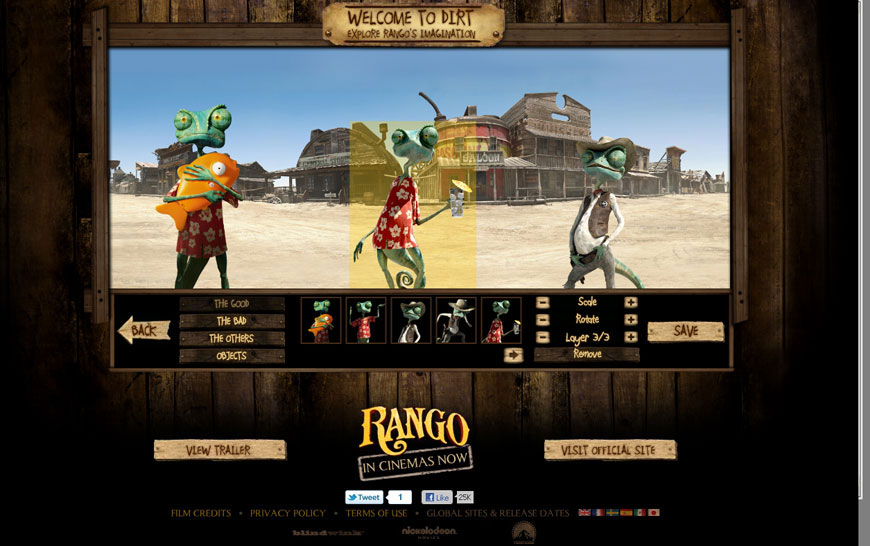 WELCOME TO DIRT
EXPLORE RANGO'S IMAGINATION
SALOON
BACK
THE GOOD
THE BAD
THE OTHERS
OBJECTS
Scale
Rotate
Layer 3/3
Remove
SAVE
VIEW TRAILER
RANGO
IN CINEMAS NOW
VISIT OFFICIAL SITE
Tweet 1 Like 25K
FILM CREDITS • PRIVACY POLICY • TERMS OF USE • GLOBAL SITES & RELEASE DATES
blindwink nickelodeon